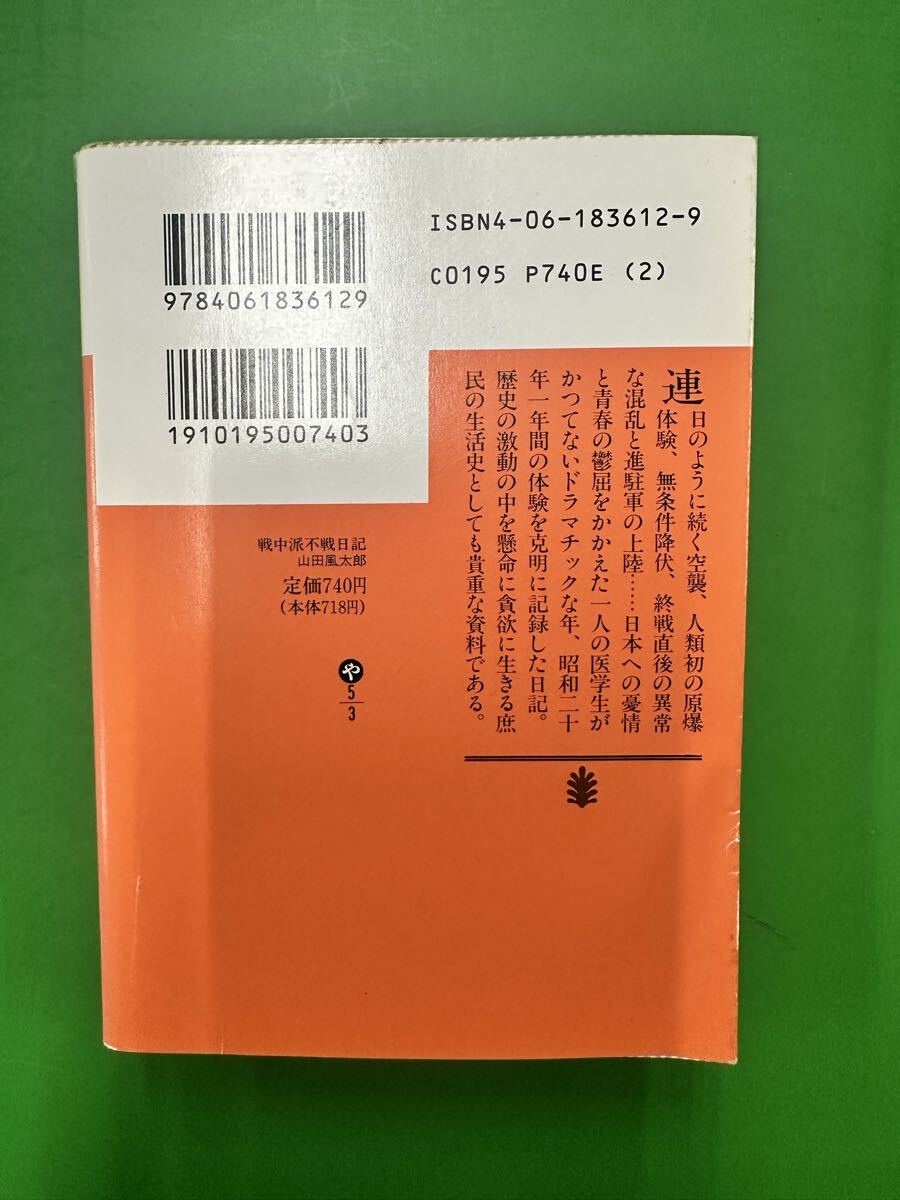 ISBN4-06-183612-9
C0195 P740E (2)
9784061836129
1910195007403
連日のように続く空襲、人類初の原爆
体験、無条件降伏、終戦直後の異常
な混乱と進駐軍の上陸……日本への憂情
と青春の鬱屈をかかえた一人の医学生が
かつてないドラマチックな年、昭和二十
年一年間の体験を克明に記録した日記。
歴史の激動の中を懸命に貪欲に生きる庶
民の生活史としても貴重な資料である。
戦中派不戦日記
山田風太郎
定価740円
(本体718円)
や
5
3